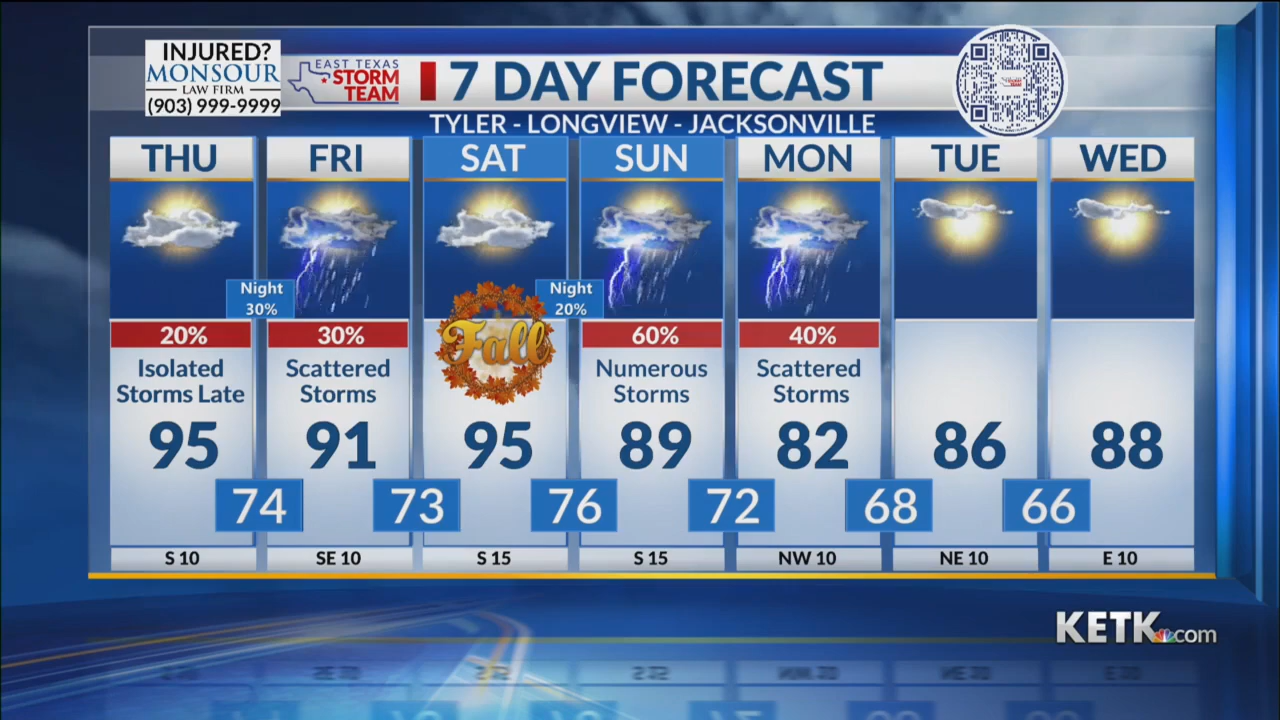 INJURED?
MONSOUR
LAW FIRM
(903) 999-9999
EAST TEXAS
STORM
TEAM
7 DAY FORECAST
TYLER - LONGVIEW - JACKSONVILLE
THU FRI SAT SUN MON TUE WED
Night
30%
Night
20%
20% 30% 60% 40%
Fall
Isolated
Storms Late
Scattered
Storms
Numerous
Storms
Scattered
Storms
95 91 95 89 82 86 88
74 73 76 72 68 66
S 10 SE 10 S 15 S 15 NW 10 NE 10 E 10
KETK.com